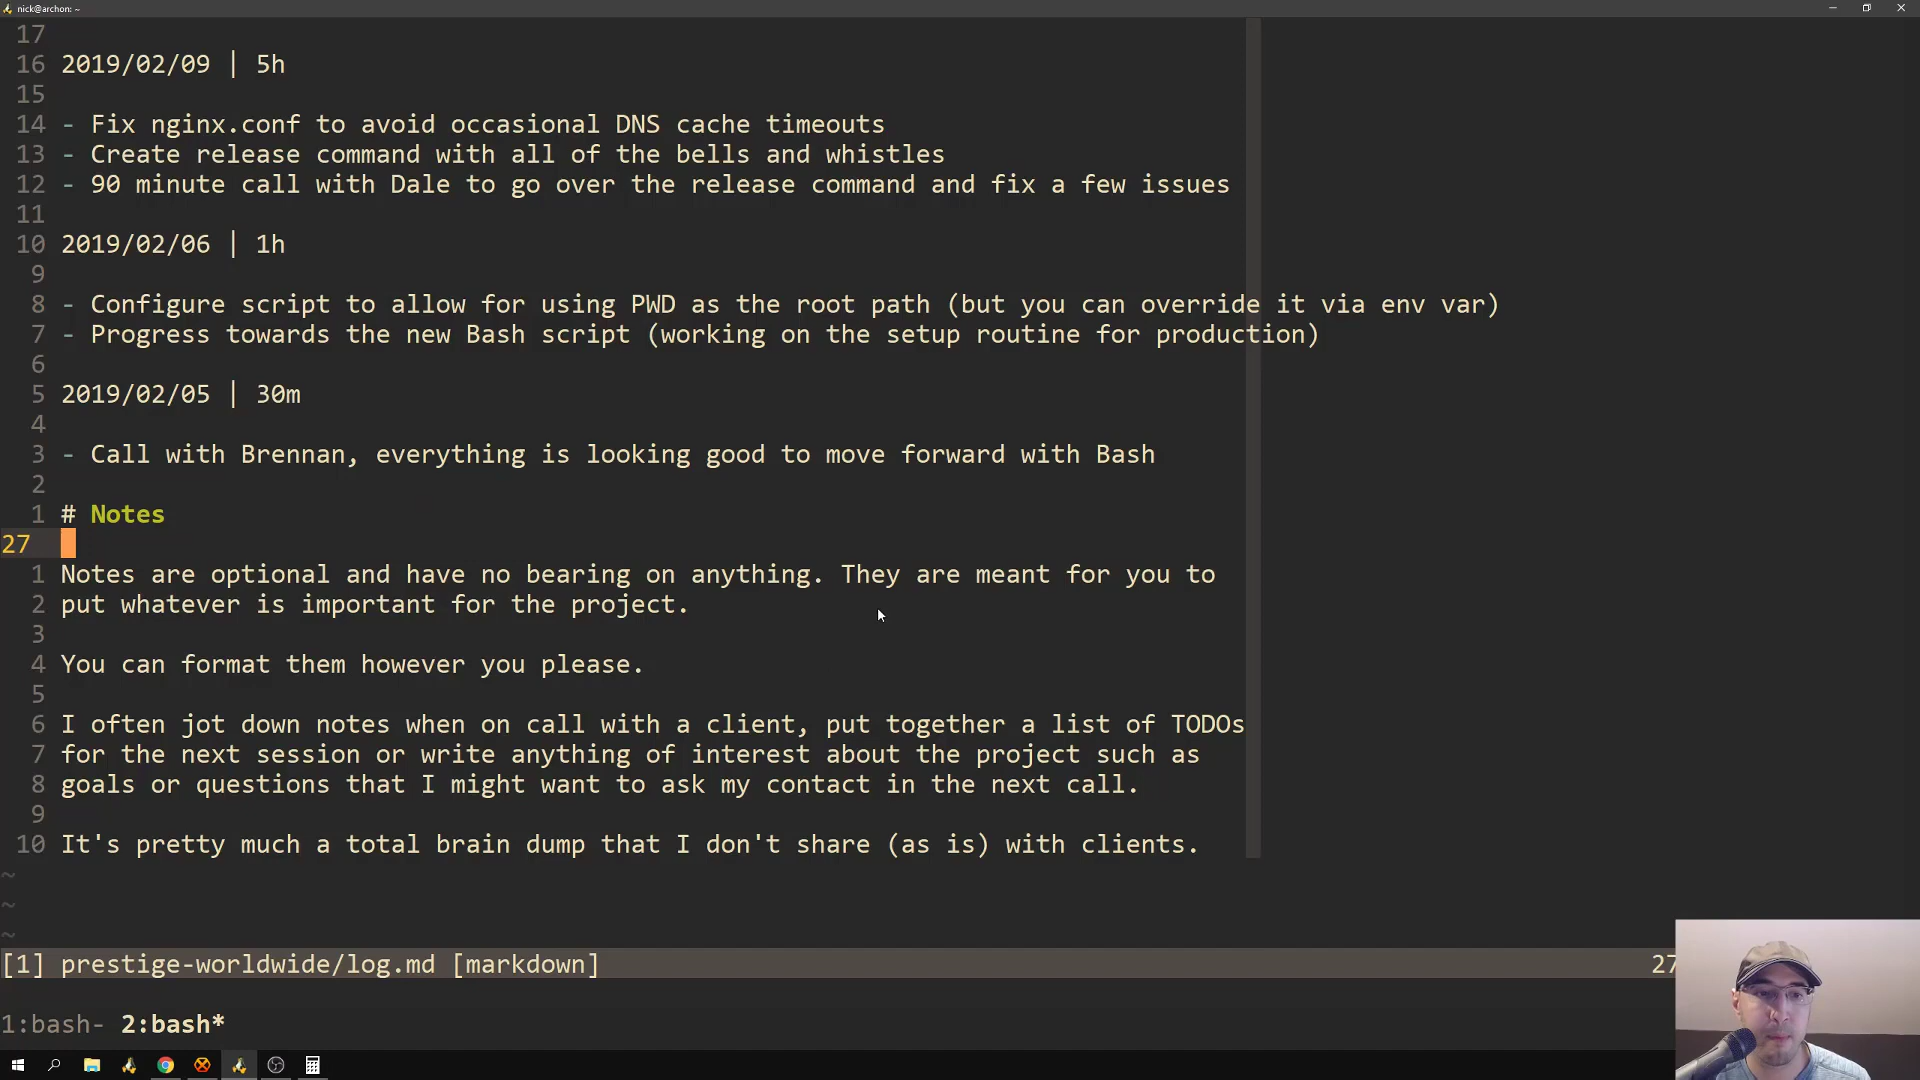 nick@archon: ~
17
16 2019/02/09 | 5h
15
14 - Fix nginx.conf to avoid occasional DNS cache timeouts
13 - Create release command with all of the bells and whistles
12 - 90 minute call with Dale to go over the release command and fix a few issues
11
10 2019/02/06 | 1h
9
8 - Configure script to allow for using PWD as the root path (but you can override it via env var)
7 - Progress towards the new Bash script (working on the setup routine for production)
6
5 2019/02/05 | 30m
4
3 - Call with Brennan, everything is looking good to move forward with Bash
2
1 # Notes
27
1 Notes are optional and have no bearing on anything. They are meant for you to
2 put whatever is important for the project.
3
4 You can format them however you please.
5
6 I often jot down notes when on call with a client, put together a list of TODOs
7 for the next session or write anything of interest about the project such as
8 goals or questions that I might want to ask my contact in the next call.
9
10 It's pretty much a total brain dump that I don't share (as is) with clients.
~
~
~
[1] prestige-worldwide/log.md [markdown] 27
1:bash- 2:bash*